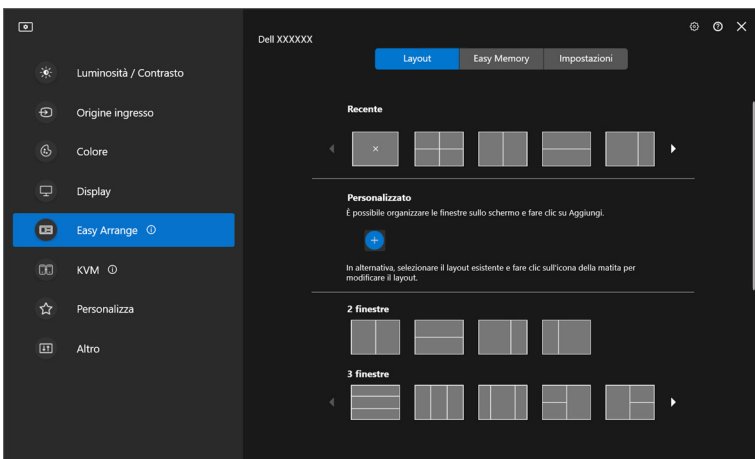 Dell XXXXXX
Layout
Easy Memory
Impostazioni
Luminosità / Contrasto
Origine ingresso
Colore
Display
Easy Arrange
KVM
Personalizza
Altro
Recente
Personalizzato
È possibile organizzare le finestre sullo schermo e fare clic su Aggiungi.
In alternativa, selezionare il layout esistente e fare clic sull'icona della matita per
modificare il layout.
2 finestre
3 finestre